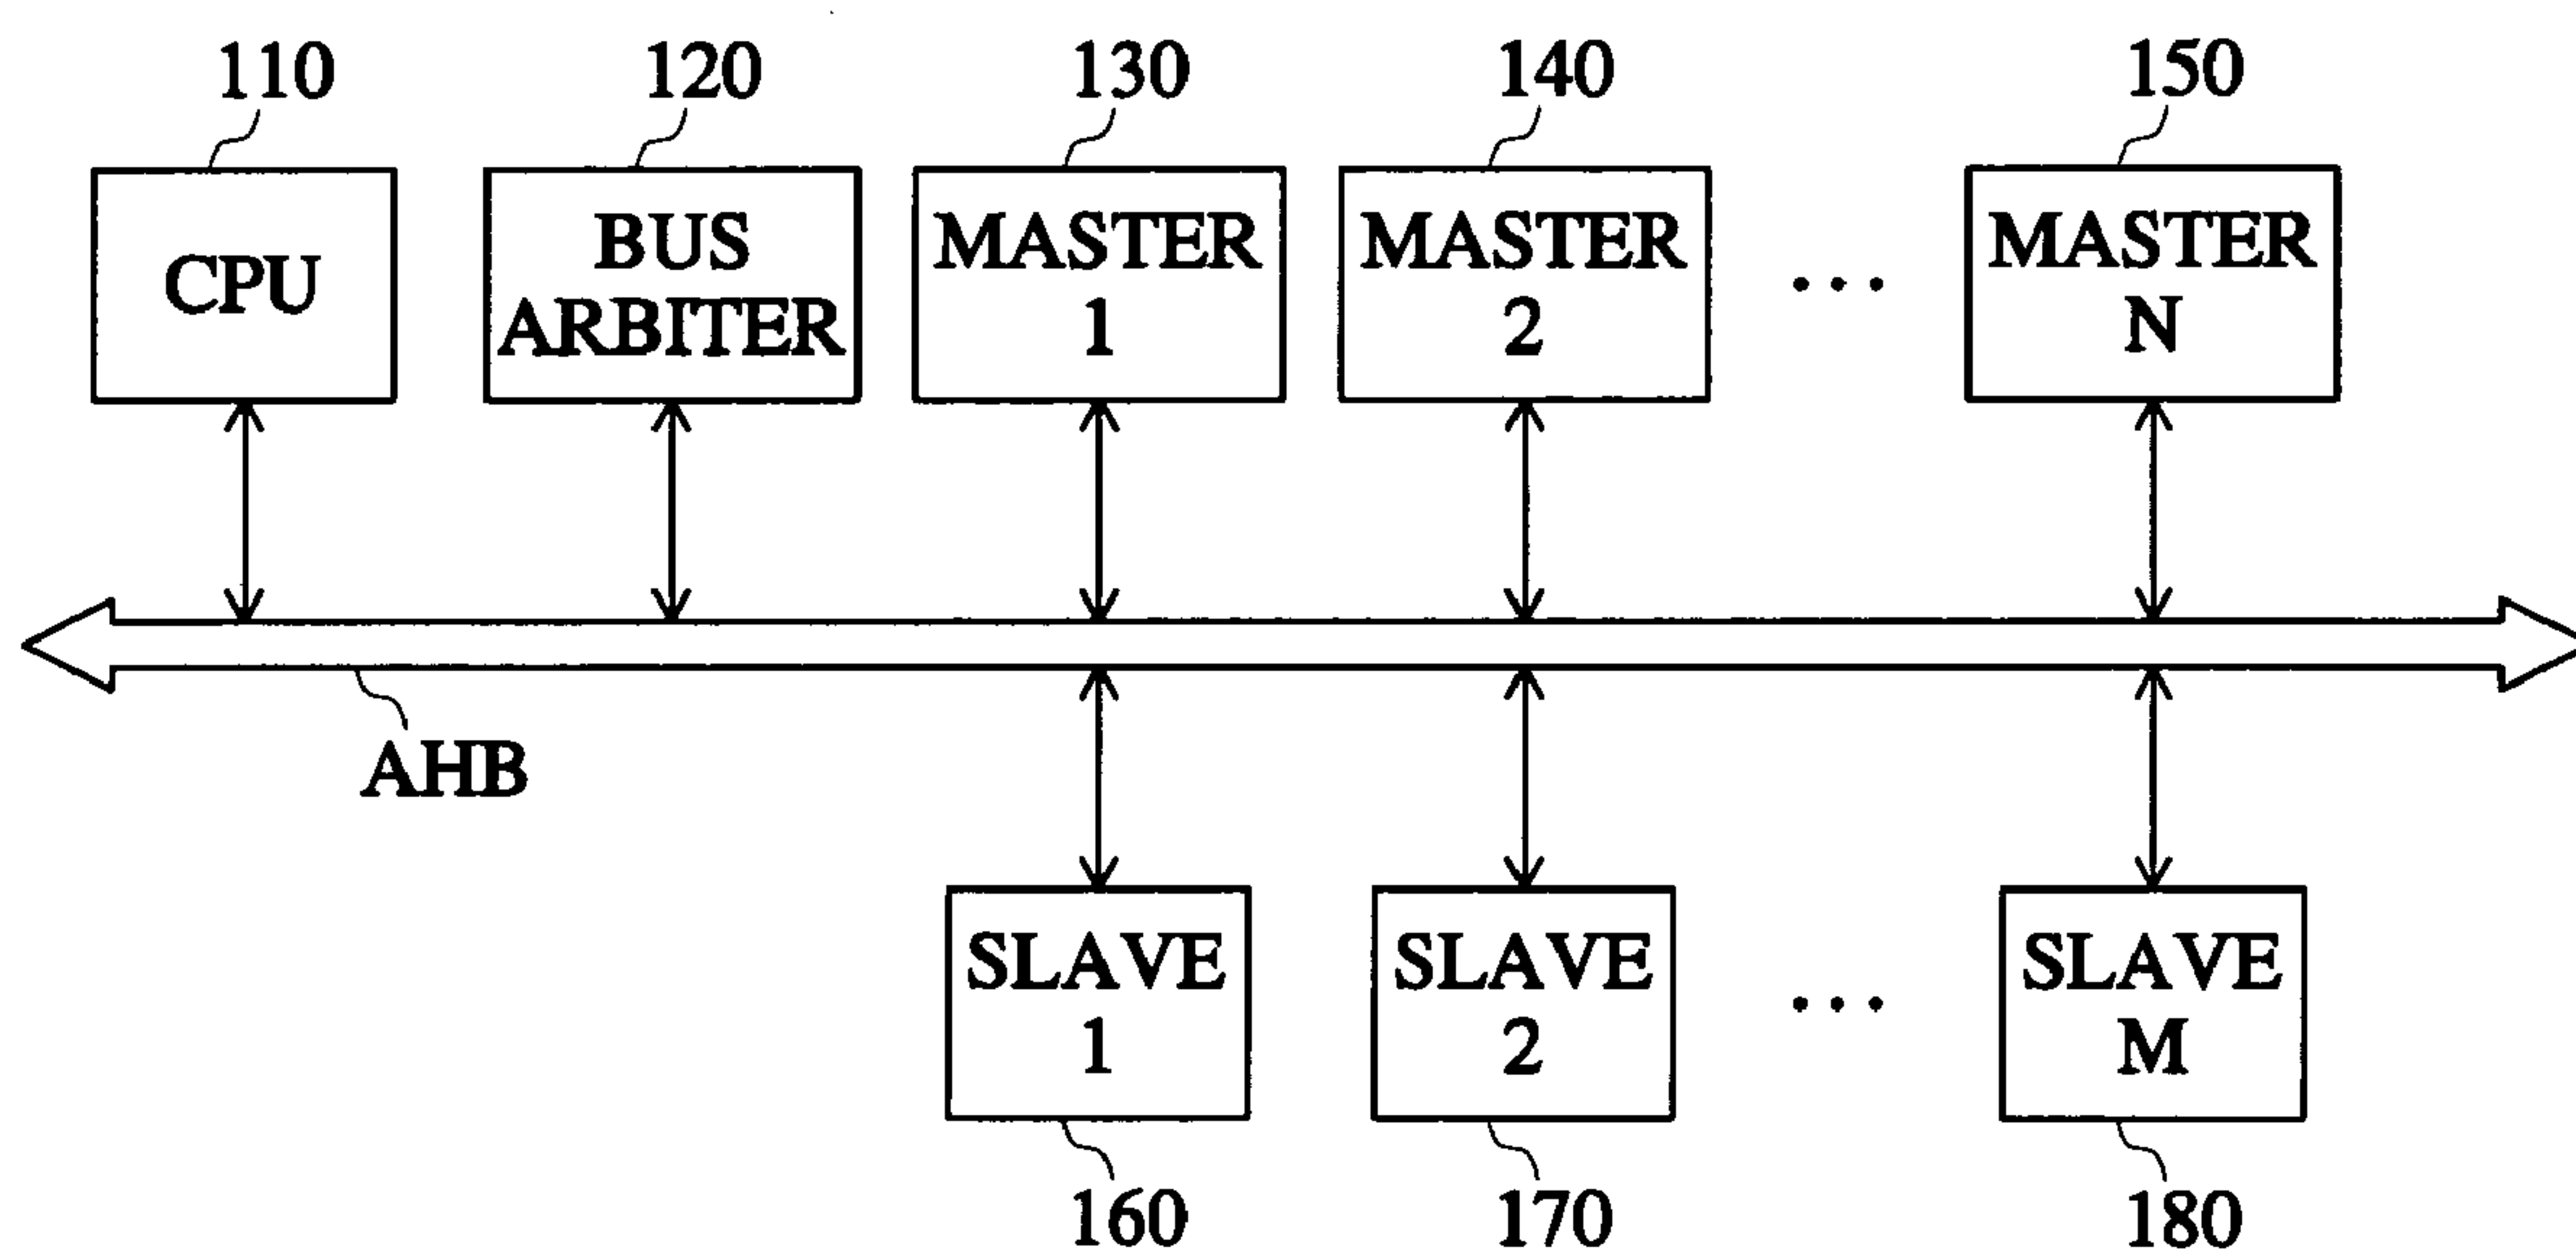 110
120
130
140
150
CPU
BUS
ARBITER
MASTER
1
MASTER
2
...
MASTER
N
AHB
SLAVE
1
SLAVE
2
...
SLAVE
M
160
170
180